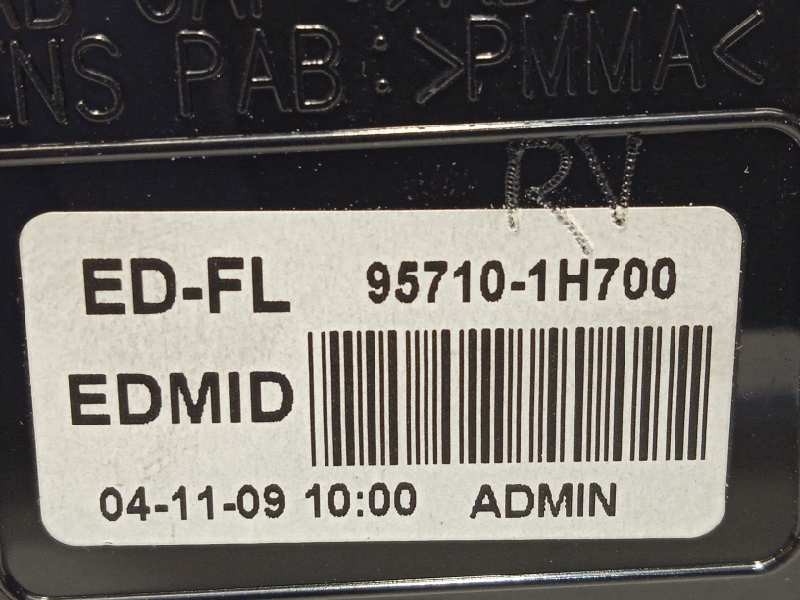 ENS PAB: >PMMA<
RV
ED-FL 95710-1H700
EDMID
04-11-09 10:00 ADMIN